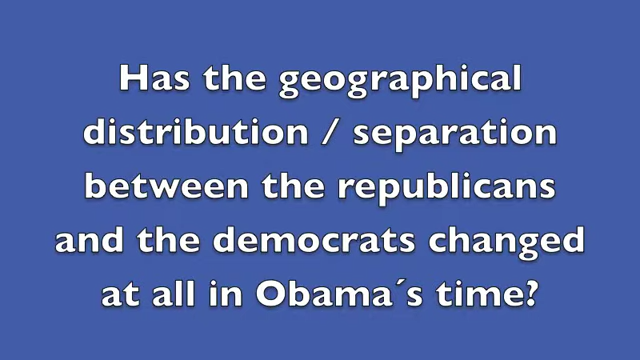 Has the geographical
distribution / separation
between the republicans
and the democrats changed
at all in Obama´s time?